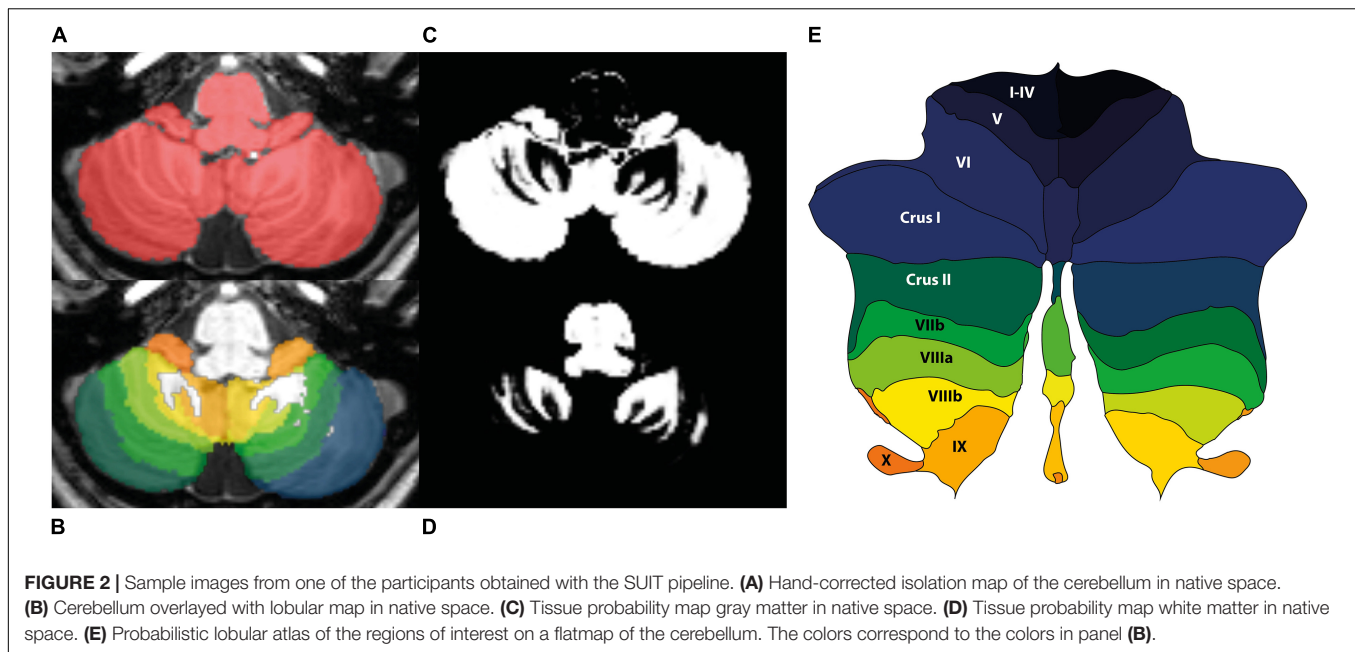 A
C
E
I-IV
V
VI
Crus I
Crus II
VIIb
VIIIa
VIIIb
IX
X
B
D
FIGURE 2 | Sample images from one of the participants obtained with the SUIT pipeline. (A) Hand-corrected isolation map of the cerebellum in native space.
(B) Cerebellum overlayed with lobular map in native space. (C) Tissue probability map gray matter in native space. (D) Tissue probability map white matter in native
space. (E) Probabilistic lobular atlas of the regions of interest on a flatmap of the cerebellum. The colors correspond to the colors in panel (B).